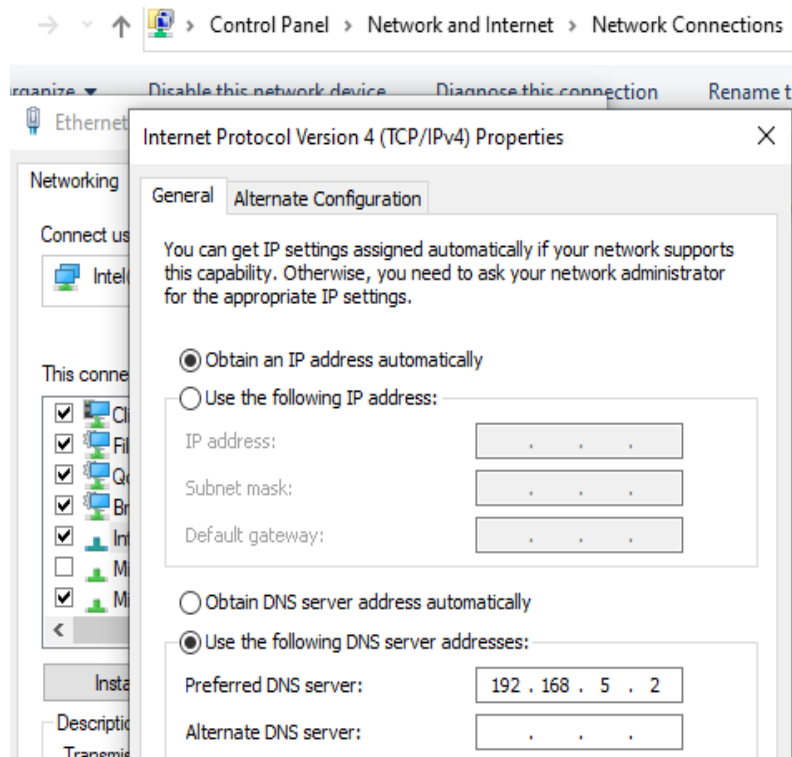 Control Panel > Network and Internet > Network Connections
Disable this network device Diagnose this connection Rename
Ethernet
Internet Protocol Version 4 (TCP/IPv4) Properties
Networking
General
Alternate Configuration
Connect
You can get IP settings assigned automatically if your network supports
this capability. Otherwise, you need to ask your network administrator
for the appropriate IP settings.
Obtain an IP address automatically
Use the following IP address:
This
IP address:
Subnet mask:
Default gateway:
Obtain DNS server address automatically
Use the following DNS server addresses:
Preferred DNS server: 192 . 168 . 5 . 2
Alternate DNS server: